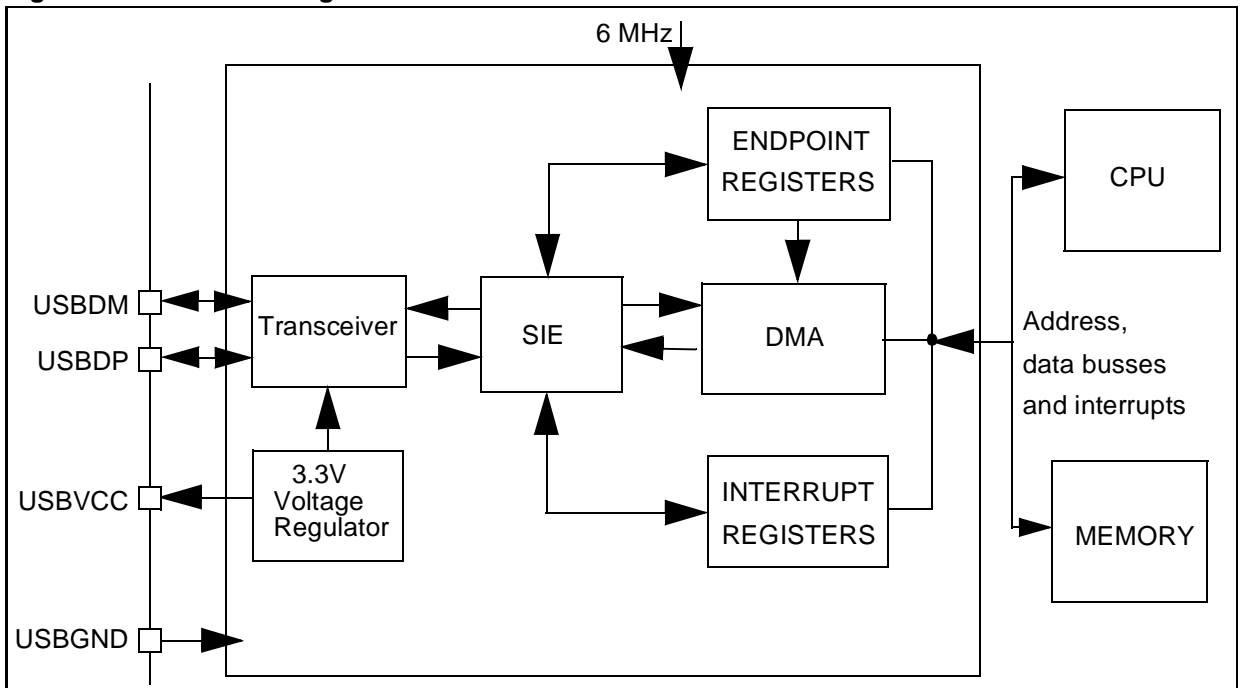 6 MHz
ENDPOINT
REGISTERS
CPU
USBDM
USBDP
Transceiver
SIE
DMA
Address,
data busses
and interrupts
3.3V
Voltage
Regulator
USBVCC
INTERRUPT
REGISTERS
MEMORY
USBGND